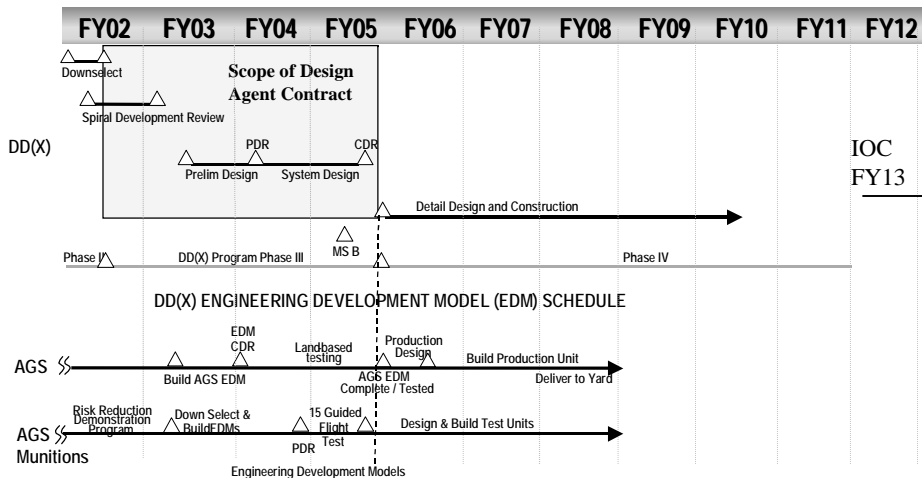 FY02 FY03 FY04 FY05 FY06 FY07 FY08 FY09 FY10 FY11 FY12
Scope of Design
Agent Contract
Downselect
Spiral Development Review
DD(X)
PDR
CDR
Prelim Design
System Design
IOC
FY13
Detail Design and Construction
MS B
Phase II
DD(X) Program Phase III
Phase IV
DD(X) ENGINEERING DEVELOPMENT MODEL (EDM) SCHEDULE
EDM
CDR
Land-based
testing
Production
Design
AGS
Build AGS EDM
AGS EDM
Complete / Tested
Build Production Unit
Deliver to Yard
Risk Reduction
Demonstration
Program
Down Select &
BuildEDMs
15 Guided
Flight
Test
Design & Build Test Units
AGS
Munitions
PDR
Engineering Development Models